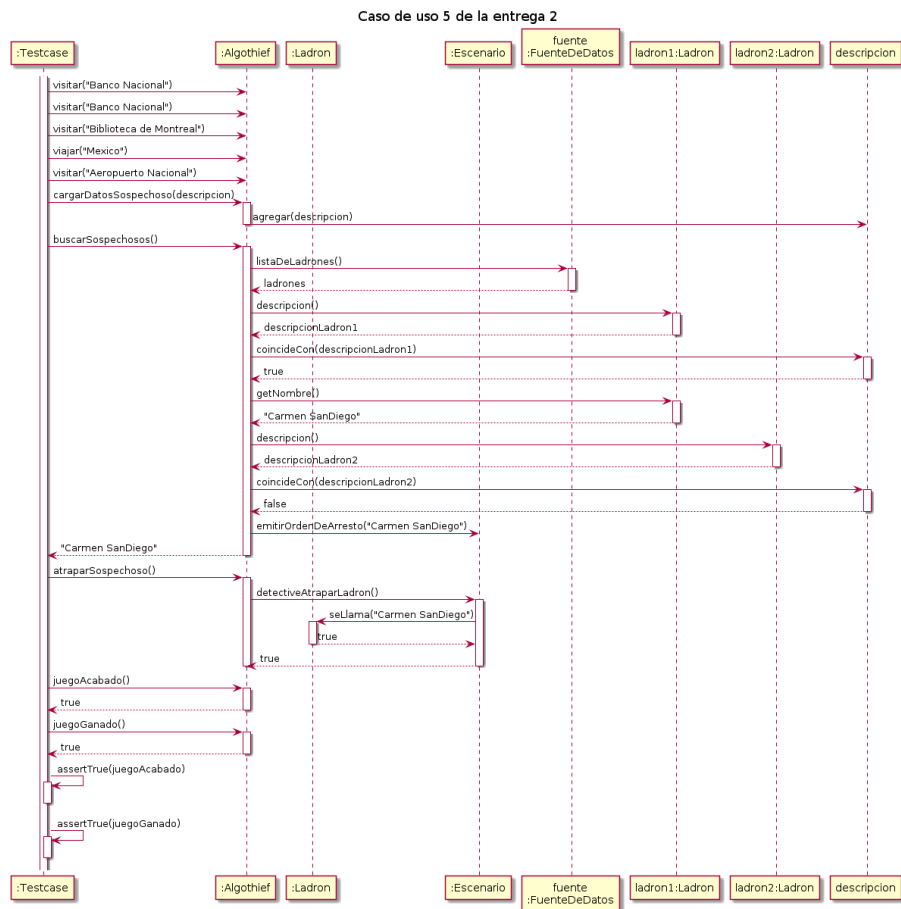 Caso de uso 5 de la entrega 2
:Testcase
:Algothief
:Ladron
:Escenario
fuente
:FuenteDeDatos
ladron1:Ladron
ladron2:Ladron
descripcion
visitar("Banco Nacional")
visitar("Banco Nacional")
visitar("Biblioteca de Montreal")
viajar("Mexico")
visitar("Aeropuerto Nacional")
cargarDatosSospechoso(descripcion)
agregar(descripcion)
buscarSospechosos()
listaDeLadrones()
ladrones
descripcion()
descripcionLadron1
coincideCon(descripcionLadron1)
true
getNombre()
"Carmen SanDiego"
descripcion()
descripcionLadron2
coincideCon(descripcionLadron2)
false
emitirOrdenDeArresto("Carmen SanDiego")
"Carmen SanDiego"
atraparSospechoso()
detectiveAtraparLadron()
seLlama("Carmen SanDiego")
true
true
juegoAcabado()
true
juegoGanado()
true
assertTrue(juegoAcabado)
assertTrue(juegoGanado)
:Testcase
:Algothief
:Ladron
:Escenario
fuente
:FuenteDeDatos
ladron1:Ladron
ladron2:Ladron
descripcion